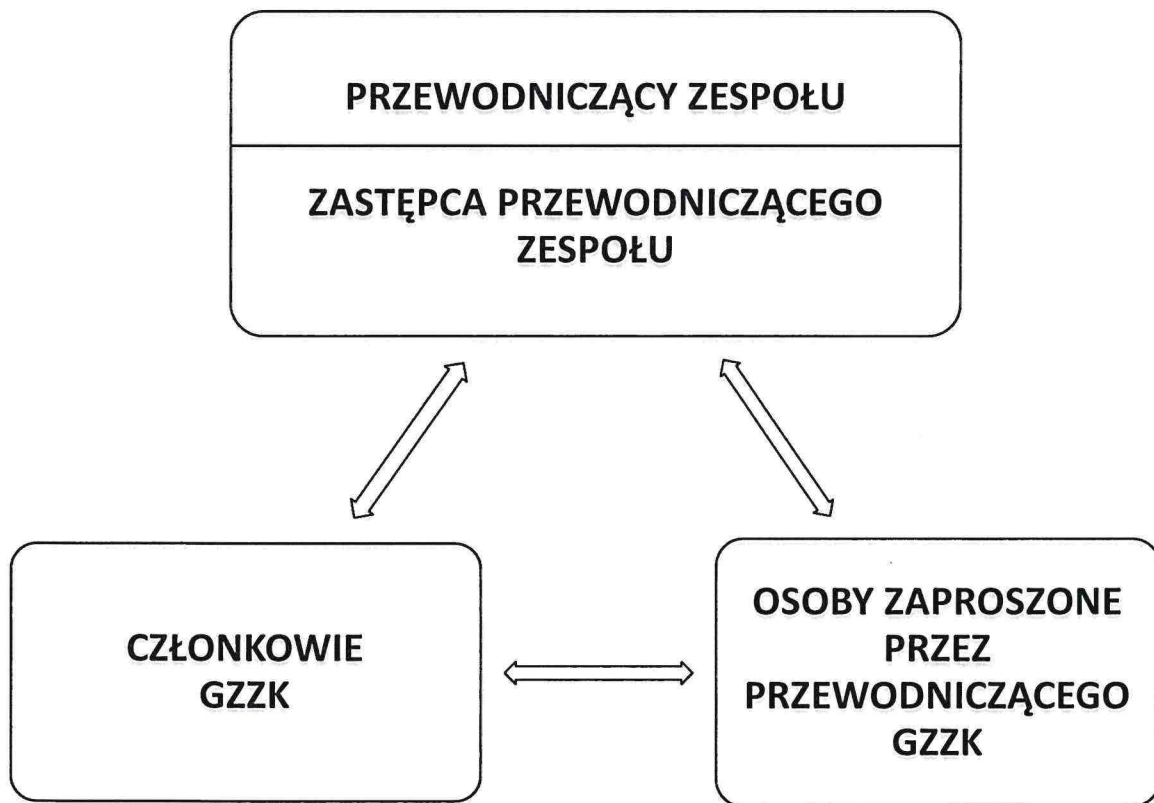 PRZEWODNICZĄCY ZESPOŁU
ZASTĘPCA PRZEWODNICZĄCEGO
ZESPOŁU
CZŁONKOWIE
GZZK
OSOBY ZAPROSZONE
PRZEZ
PRZEWODNICZĄCEGO
GZZK